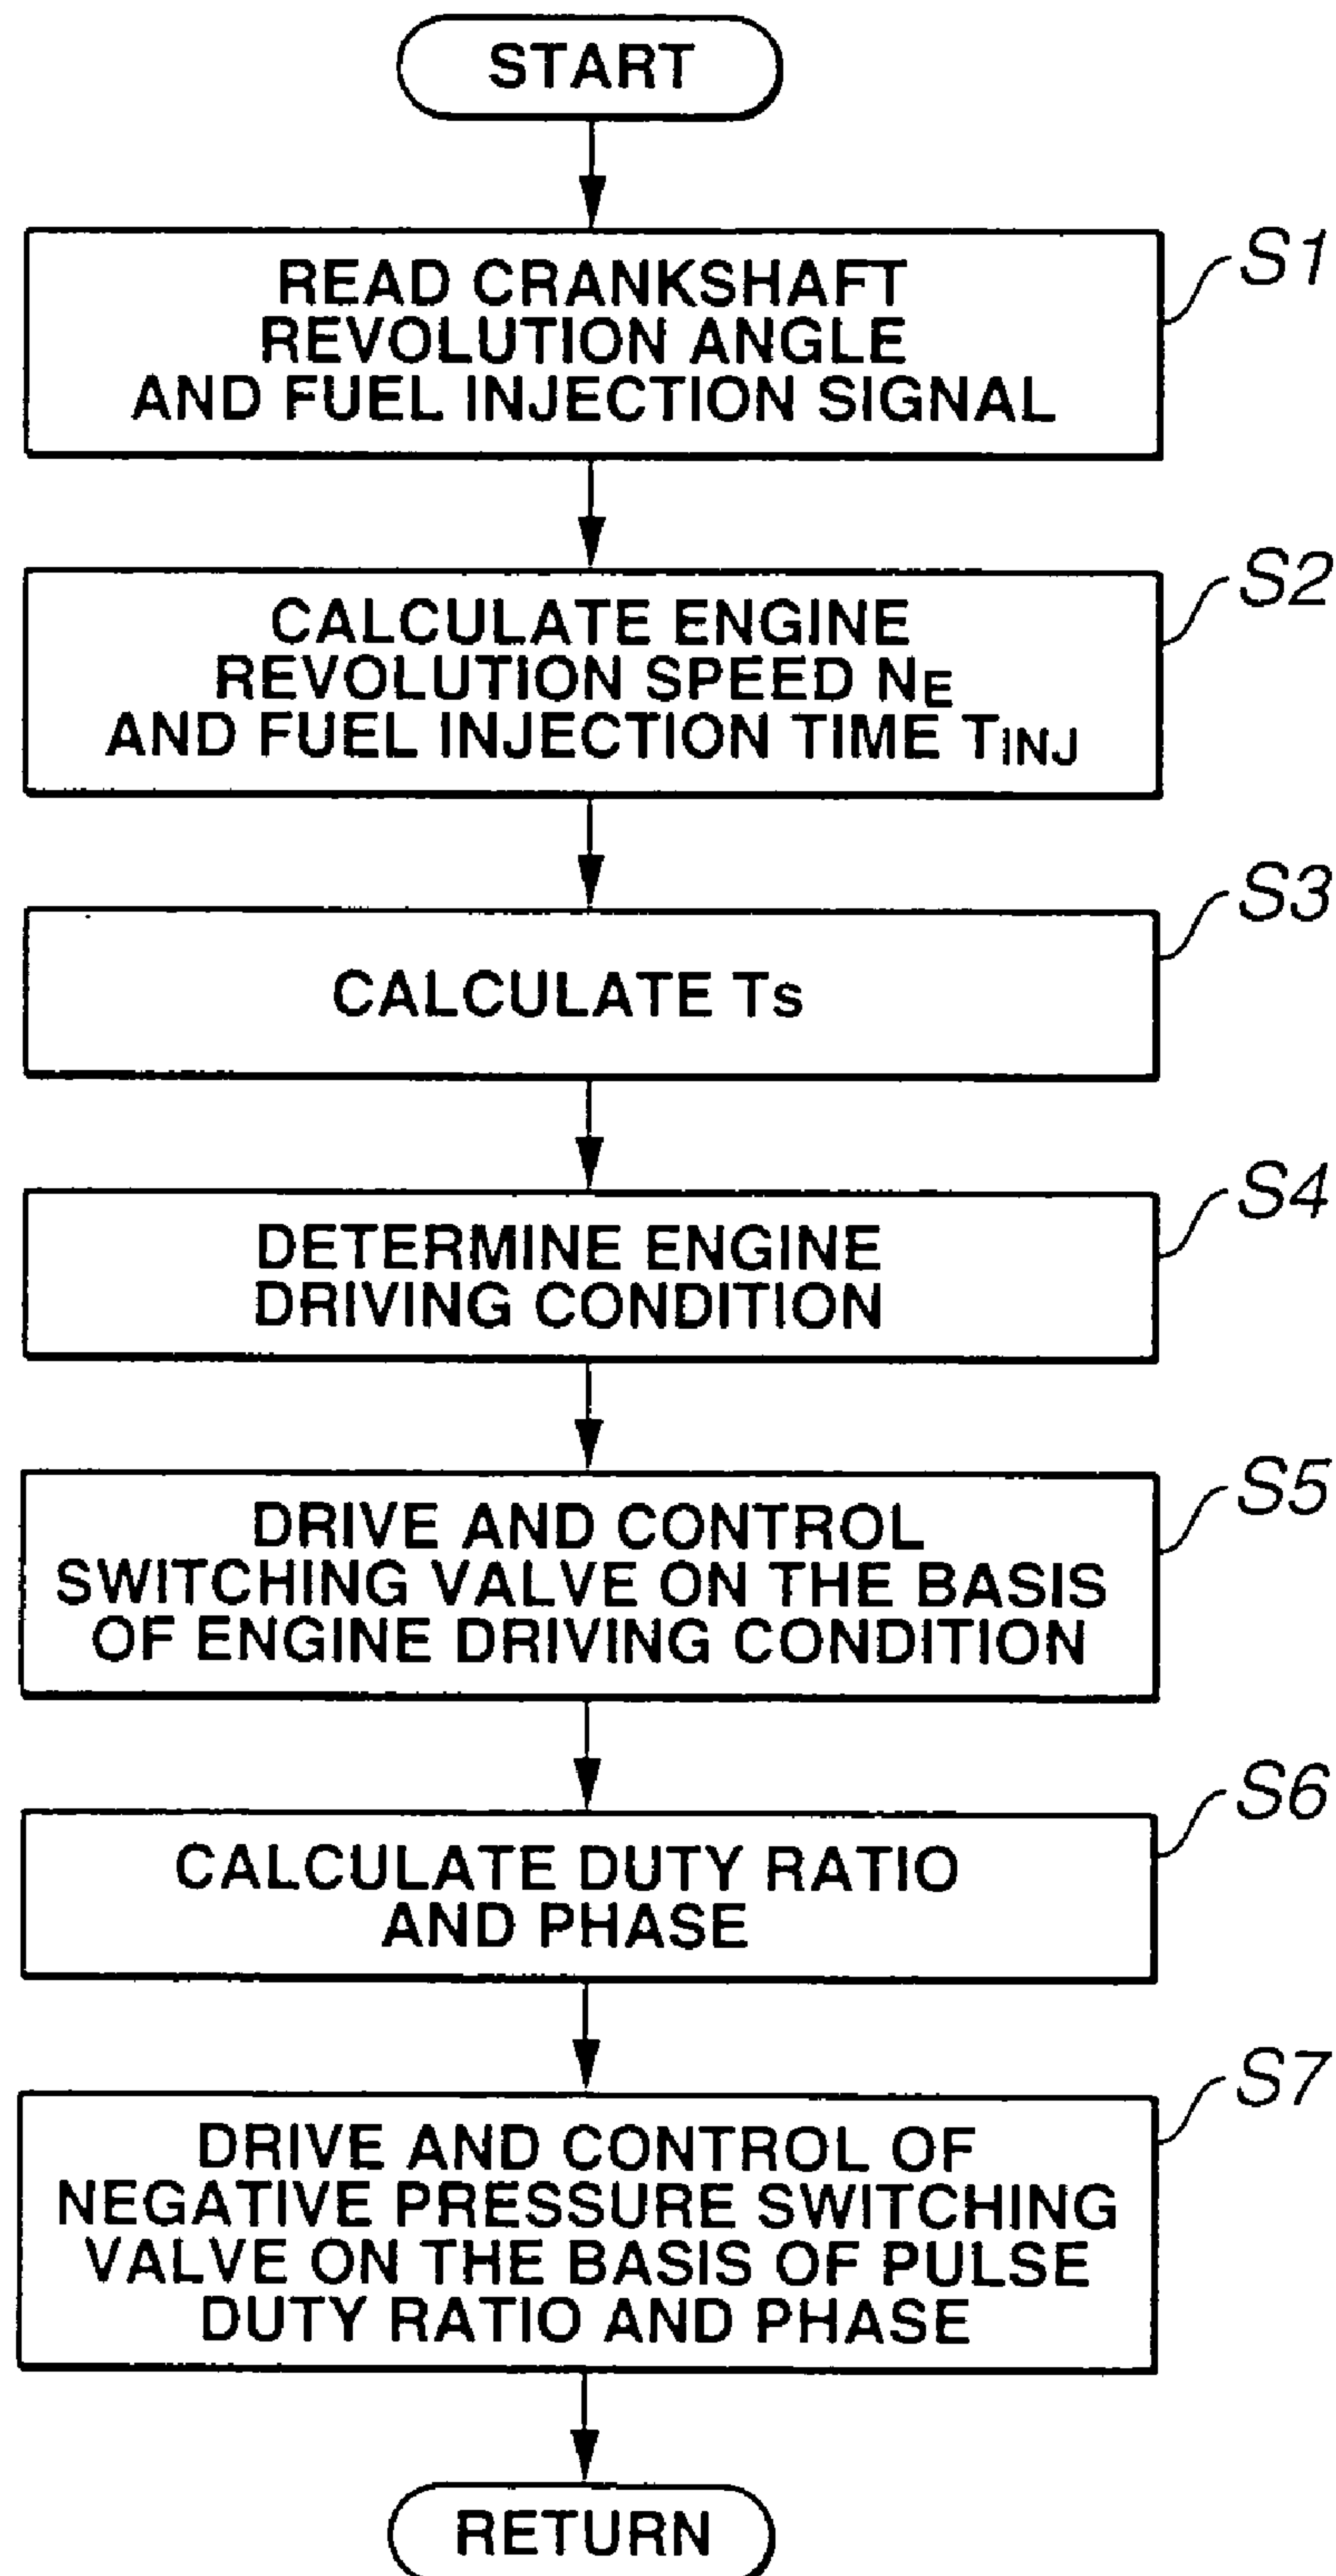 START
READ CRANKSHAFT
REVOLUTION ANGLE
AND FUEL INJECTION SIGNAL
S1
CALCULATE ENGINE
REVOLUTION SPEED NE
AND FUEL INJECTION TIME TINJ
S2
CALCULATE Ts
S3
DETERMINE ENGINE
DRIVING CONDITION
S4
DRIVE AND CONTROL
SWITCHING VALVE ON THE BASIS
OF ENGINE DRIVING CONDITION
S5
CALCULATE DUTY RATIO
AND PHASE
S6
DRIVE AND CONTROL OF
NEGATIVE PRESSURE SWITCHING
VALVE ON THE BASIS OF PULSE
DUTY RATIO AND PHASE
S7
RETURN